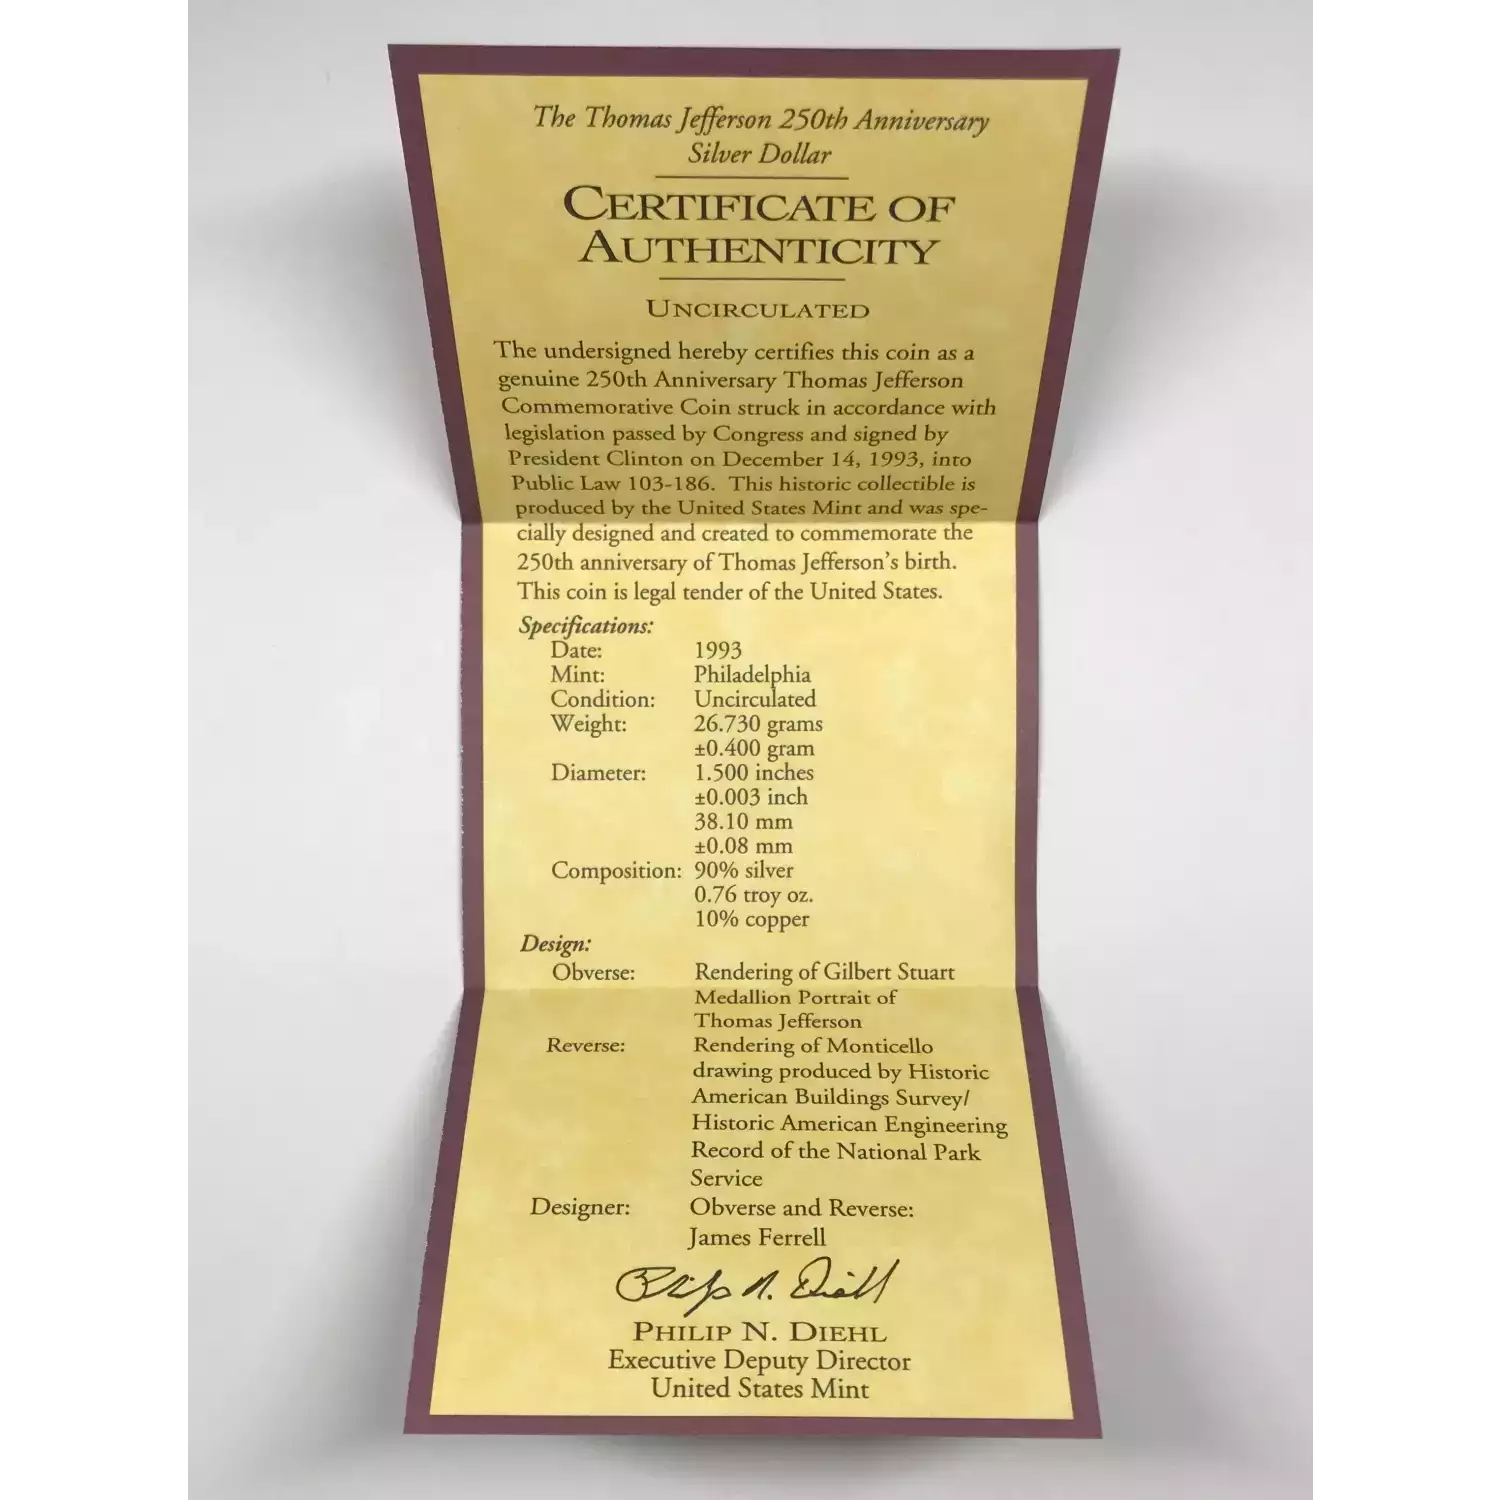 The Thomas Jefferson 250th Anniversary
Silver Dollar
CERTIFICATE OF
AUTHENTICITY
UNCIRCULATED
The undersigned hereby certifies this coin as a
genuine 250th Anniversary Thomas Jefferson
Commemorative Coin struck in accordance with
legislation passed by Congress and signed by
President Clinton on December 14, 1993, into
Public Law 103-186. This historic collectible is
produced by the United States Mint and was spe-
cially designed and created to commemorate the
250th anniversary of Thomas Jefferson's birth.
This coin is legal tender of the United States.
Specifications:
Date: 1993
Mint: Philadelphia
Condition: Uncirculated
Weight: 26.730 grams
±0.400 gram
Diameter: 1.500 inches
±0.003 inch
38.10 mm
±0.08 mm
Composition: 90% silver
0.76 troy oz.
10% copper
Design:
Obverse: Rendering of Gilbert Stuart
Medallion Portrait of
Thomas Jefferson
Reverse: Rendering of Monticello
drawing produced by Historic
American Buildings Survey/
Historic American Engineering
Record of the National Park
Service
Designer: Obverse and Reverse:
James Ferrell
Philip N. Diehl
PHILIP N. DIEHL
Executive Deputy Director
United States Mint